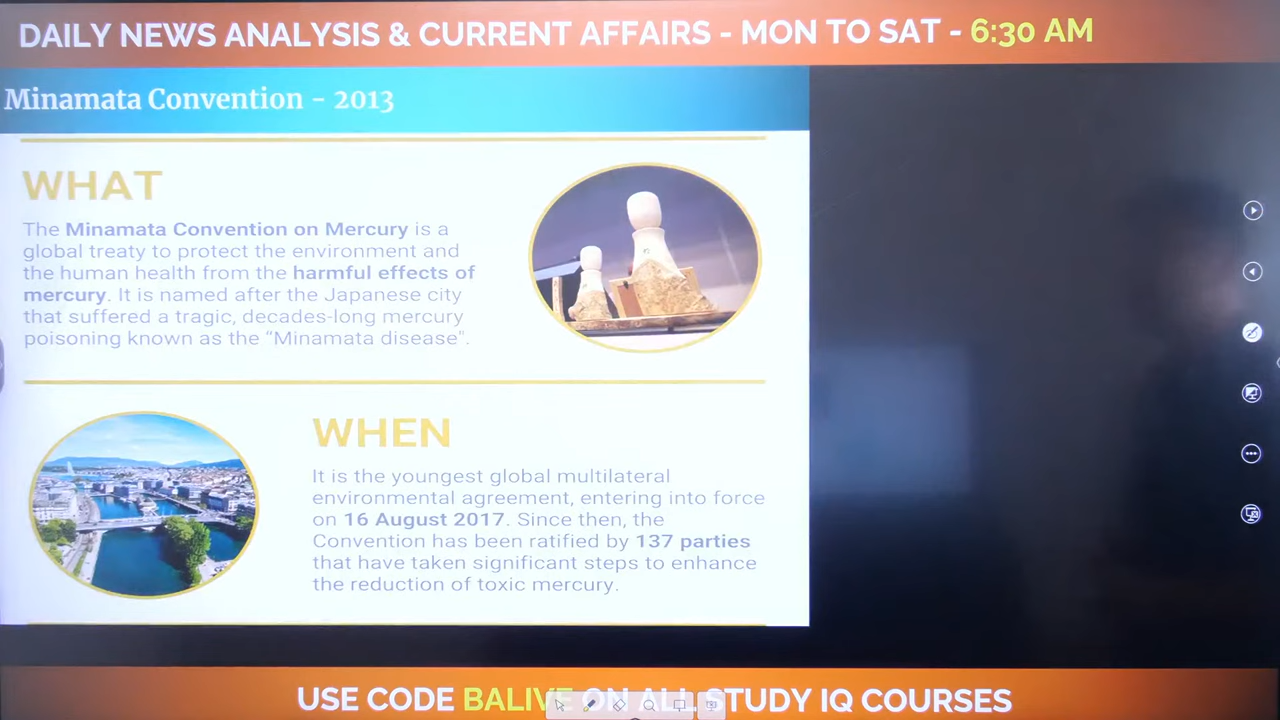 DAILY NEWS ANALYSIS & CURRENT AFFAIRS - MON TO SAT - 6:30 AM
Minamata Convention - 2013
WHAT
The Minamata Convention on Mercury is a
global treaty to protect the environment and
the human health from the harmful effects of
mercury. It is named after the Japanese city
that suffered a tragic, decades-long mercury
poisoning known as the “Minamata disease".
WHEN
It is the youngest global multilateral
environmental agreement, entering into force
on 16 August 2017. Since then, the
Convention has been ratified by 137 parties
that have taken significant steps to enhance
the reduction of toxic mercury.
USE CODE BALIVE ON ALL STUDY IQ COURSES